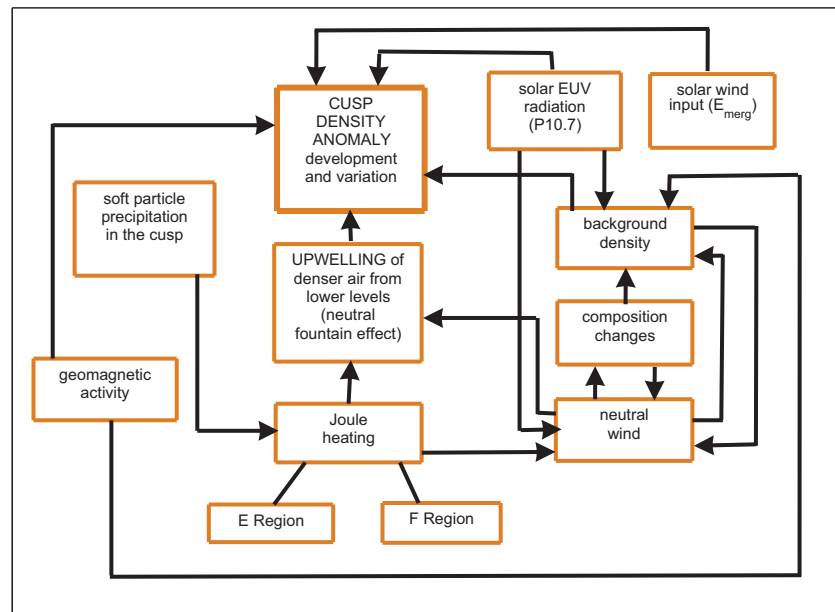 CUSP
DENSITY
ANOMALY
development
and variation
solar EUV
radiation
(P10.7)
solar wind
input (E_merg)
soft particle
precipitation
in the cusp
background
density
UPWELLING of
denser air from
lower levels
(neutral
fountain effect)
composition
changes
geomagnetic
activity
Joule
heating
neutral
wind
E Region
F Region